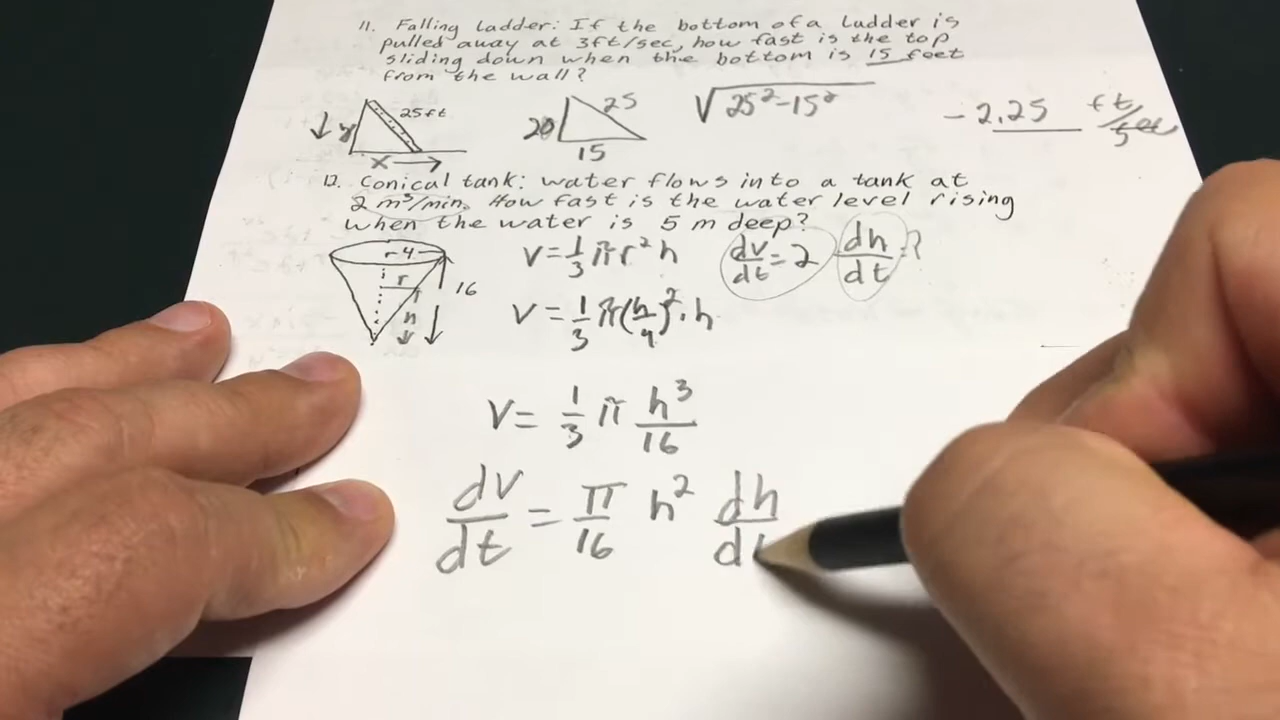 11. Falling ladder: If the bottom of a ladder is
pulled away at 3ft/sec, how fast is the top
sliding down when the bottom is 15 feet
from the wall?
↓ y 25ft x →
20 25 15
√25²-15²
-2.25 ft/
12. Conical tank: water flows into a tank at
2 m³/min. How fast is the water level rising
when the water is 5 m deep?
r 4 r h 16
V = 1/3 π r² h
dv/dt = 2 dh/dt = ?
V = 1/3 π (h/4)² · h
V = 1/3 π h³/16
dv/dt = π/16 h² dh/dt